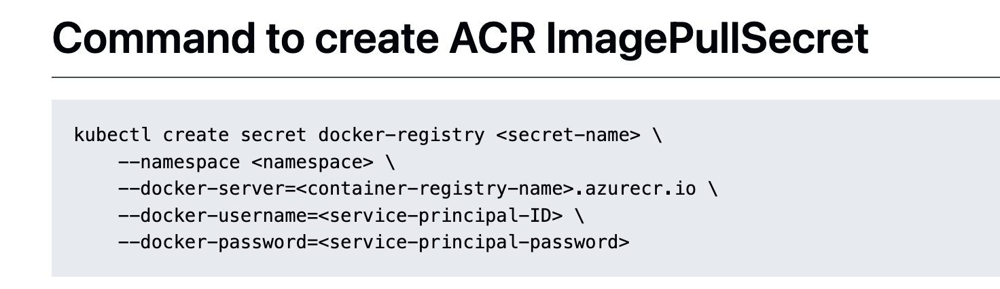 Command to create ACR ImagePullSecret
kubectl create secret docker-registry <secret-name> \
    --namespace <namespace> \
    --docker-server=<container-registry-name>.azurecr.io \
    --docker-username=<service-principal-ID> \
    --docker-password=<service-principal-password>